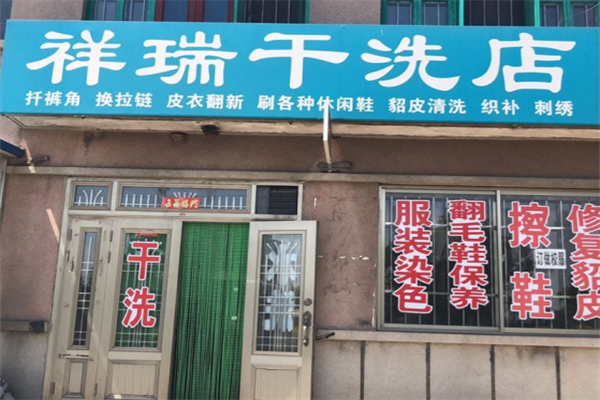 祥瑞干洗店
扦裤角 换拉链 皮衣翻新 刷各种休闲鞋 貂皮清洗 织补 刺绣
干洗
服装染色
翻毛鞋保养
擦鞋
修复貂皮